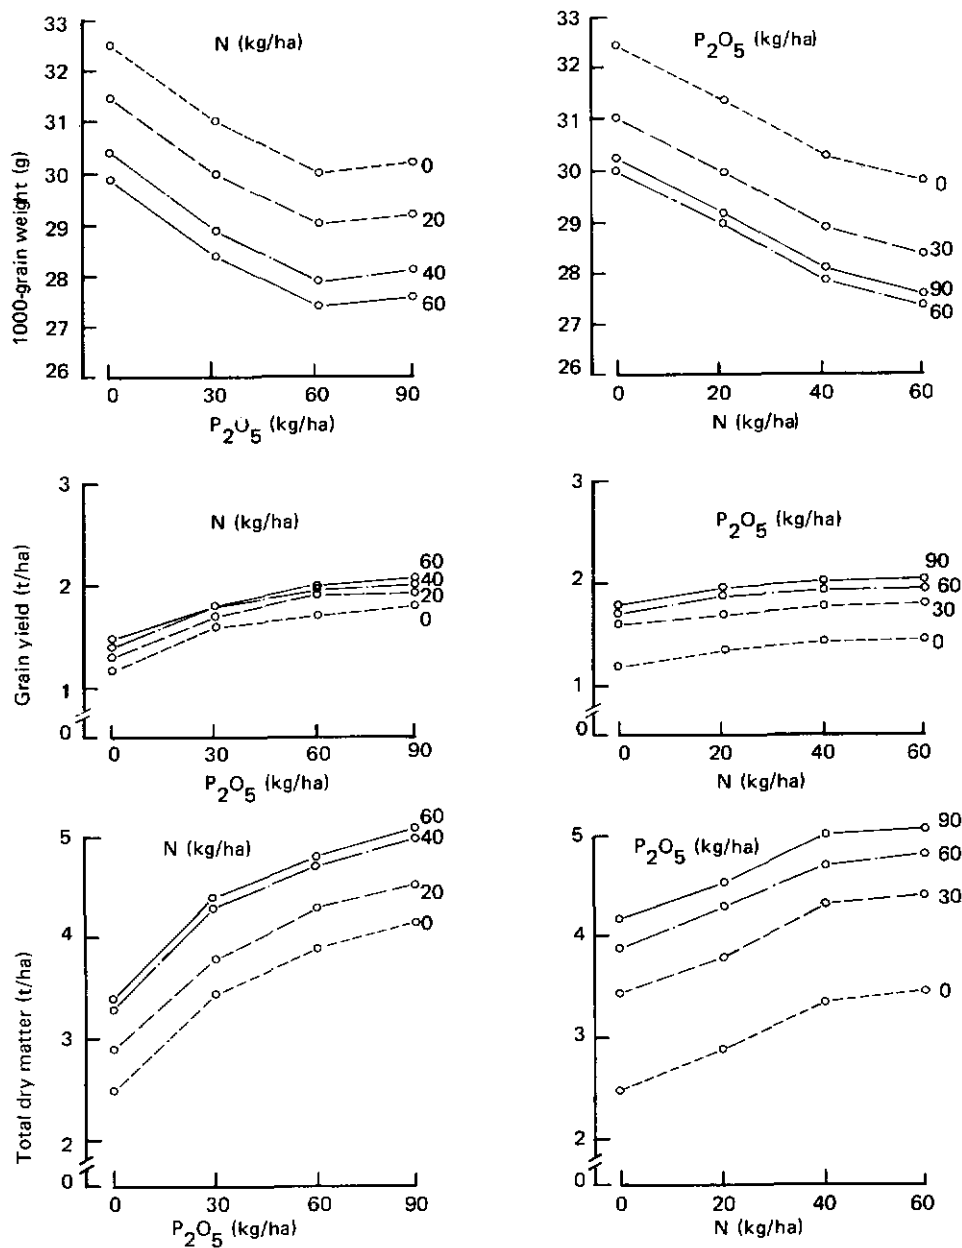 33
32
31
30
29
28
27
26
1000-grain weight (g)
N (kg/ha)
0
20
40
60
0 30 60 90
P2O5 (kg/ha)
33
32
31
30
29
28
27
26
P2O5 (kg/ha)
0
30
90
60
0 20 40 60
N (kg/ha)
3
2
1
0
Grain yield (t/ha)
N (kg/ha)
60
40
20
0
0 30 60 90
P2O5 (kg/ha)
3
2
1
0
P2O5 (kg/ha)
90
60
30
0
0 20 40 60
N (kg/ha)
5
4
3
2
0
Total dry matter (t/ha)
N (kg/ha)
60
40
20
0
0 30 60 90
P2O5 (kg/ha)
5
4
3
2
0
P2O5 (kg/ha)
90
60
30
0
0 20 40 60
N (kg/ha)